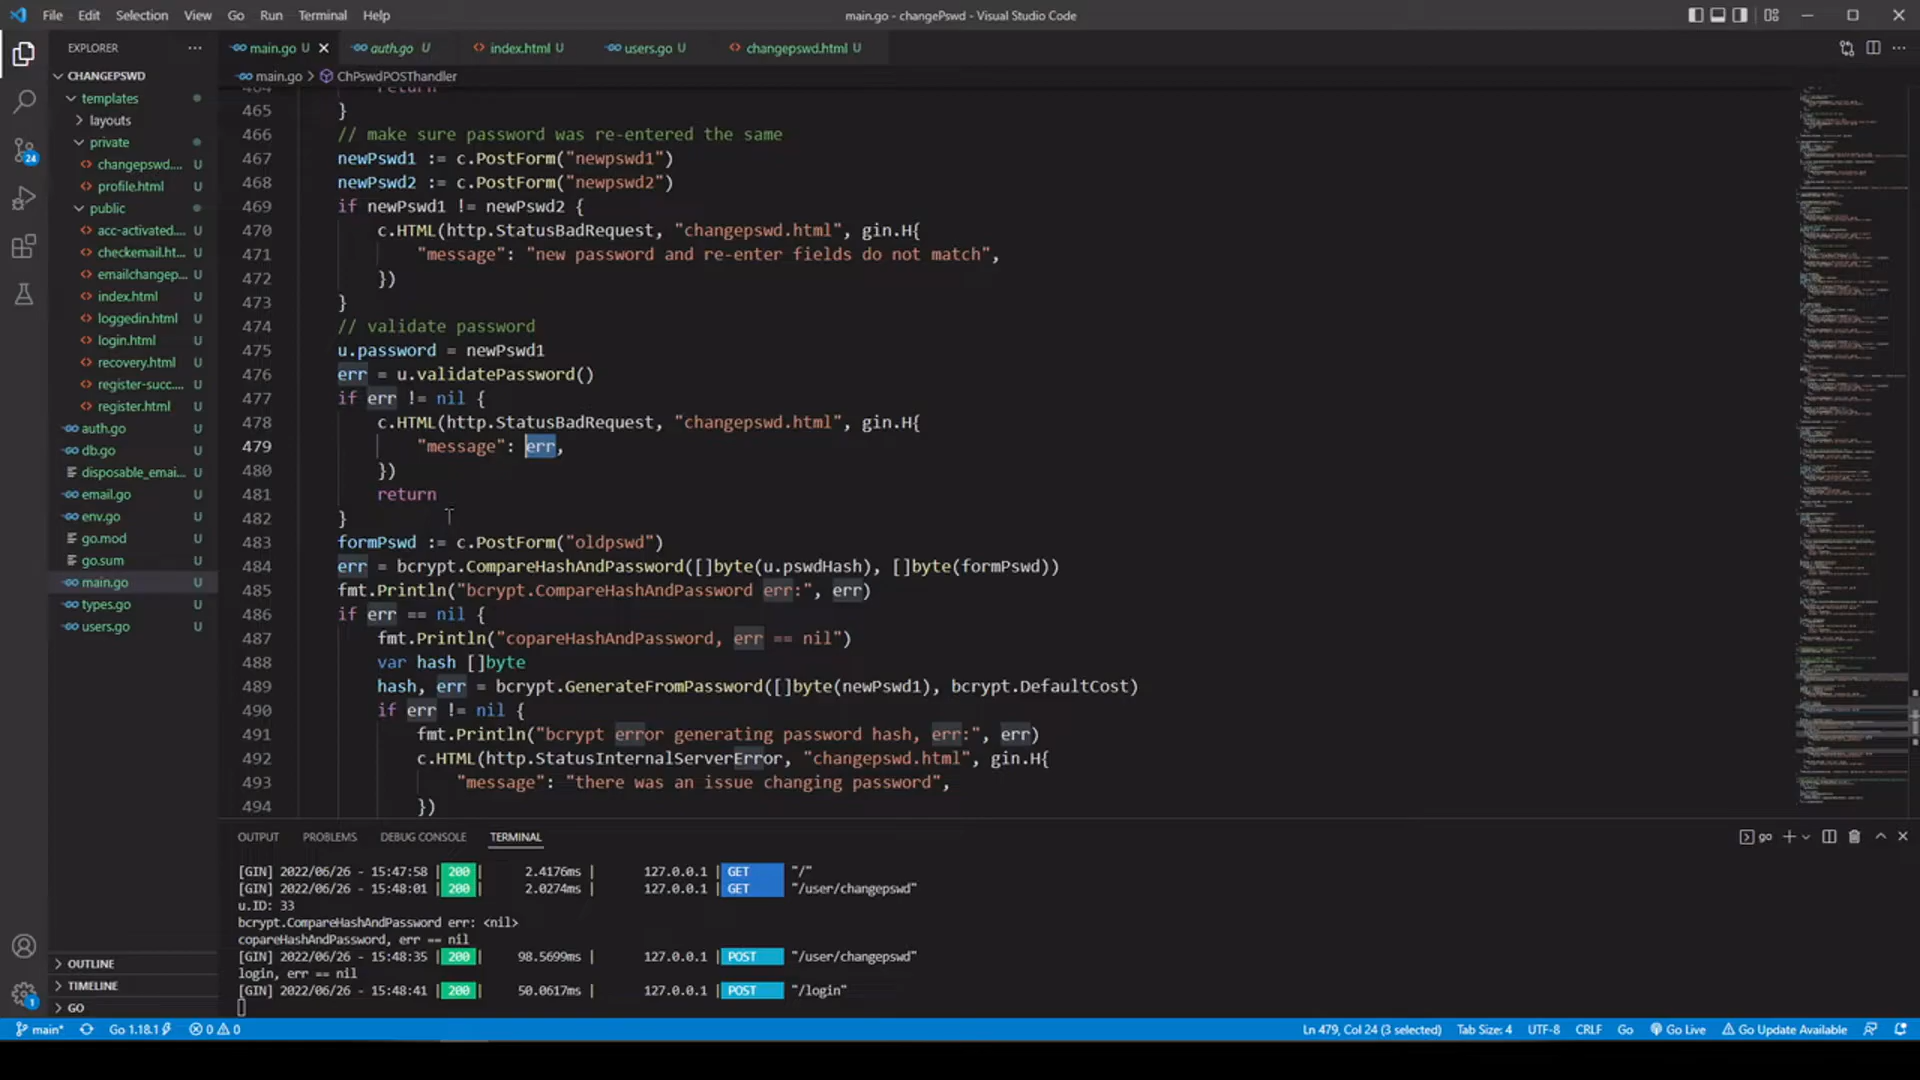 File Edit Selection View Go Run Terminal Help
main.go - changePswd - Visual Studio Code
EXPLORER
main.go U
auth.go U
index.html U
users.go U
changepswd.html U
main.go > ChPswdPOSThandler
CHANGEPSWD
templates
layouts
private
changepswd.... U
profile.html U
public
acc-activated.... U
checkemail.ht... U
emailchangep... U
index.html U
loggedin.html U
login.html U
recovery.html U
register-succ.... U
register.html U
auth.go U
db.go U
disposable_emai... U
email.go U
env.go U
go.mod U
go.sum U
main.go U
types.go U
users.go U
OUTLINE
TIMELINE
GO
24
1
464 return
465 }
466 // make sure password was re-entered the same
467 newPswd1 := c.PostForm("newpswd1")
468 newPswd2 := c.PostForm("newpswd2")
469 if newPswd1 != newPswd2 {
470 c.HTML(http.StatusBadRequest, "changepswd.html", gin.H{
471 "message": "new password and re-enter fields do not match",
472 })
473 }
474 // validate password
475 u.password = newPswd1
476 err = u.validatePassword()
477 if err != nil {
478 c.HTML(http.StatusBadRequest, "changepswd.html", gin.H{
479 "message": err,
480 })
481 return
482 }
483 formPswd := c.PostForm("oldpswd")
484 err = bcrypt.CompareHashAndPassword([]byte(u.pswdHash), []byte(formPswd))
485 fmt.Println("bcrypt.CompareHashAndPassword err:", err)
486 if err == nil {
487 fmt.Println("copareHashAndPassword, err == nil")
488 var hash []byte
489 hash, err = bcrypt.GenerateFromPassword([]byte(newPswd1), bcrypt.DefaultCost)
490 if err != nil {
491 fmt.Println("bcrypt error generating password hash, err:", err)
492 c.HTML(http.StatusInternalServerError, "changepswd.html", gin.H{
493 "message": "there was an issue changing password",
494 })
OUTPUT PROBLEMS DEBUG CONSOLE TERMINAL
go
[GIN] 2022/06/26 - 15:47:58 | 200 | 2.4176ms | 127.0.0.1 | GET "/"
[GIN] 2022/06/26 - 15:48:01 | 200 | 2.0274ms | 127.0.0.1 | GET "/user/changepswd"
u.ID: 33
bcrypt.CompareHashAndPassword err: <nil>
copareHashAndPassword, err == nil
[GIN] 2022/06/26 - 15:48:35 | 200 | 98.5699ms | 127.0.0.1 | POST "/user/changepswd"
login, err == nil
[GIN] 2022/06/26 - 15:48:41 | 200 | 50.0617ms | 127.0.0.1 | POST "/login"
main* Go 1.18.1 0 0 Ln 479, Col 24 (3 selected) Tab Size: 4 UTF-8 CRLF Go Go Live Go Update Available